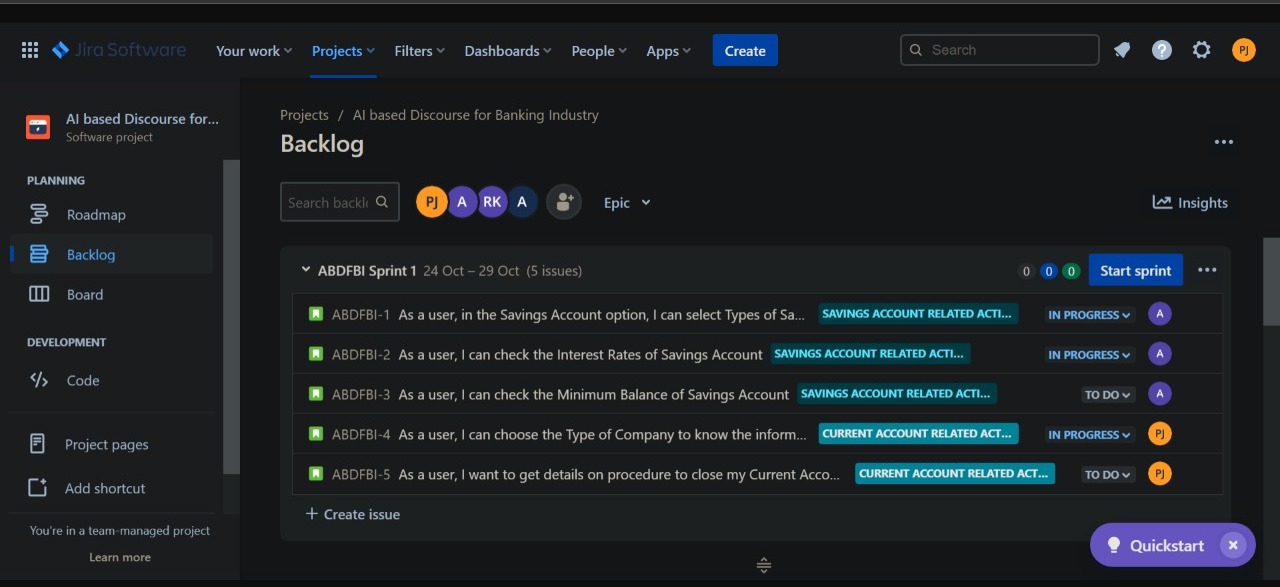 Jira Software Your work Projects Filters Dashboards People Apps Create Search ? PJ
AI based Discourse for...
Software project
PLANNING
Roadmap
Backlog
Board
DEVELOPMENT
Code
Project pages
Add shortcut
You're in a team-managed project
Learn more
Projects / AI based Discourse for Banking Industry
Backlog
Search backl PJ A RK A Epic Insights
ABDFBI Sprint 1 24 Oct – 29 Oct (5 issues) 0 0 0 Start sprint
ABDFBI-1 As a user, in the Savings Account option, I can select Types of Sa... SAVINGS ACCOUNT RELATED ACTI... IN PROGRESS A
ABDFBI-2 As a user, I can check the Interest Rates of Savings Account SAVINGS ACCOUNT RELATED ACTI... IN PROGRESS A
ABDFBI-3 As a user, I can check the Minimum Balance of Savings Account SAVINGS ACCOUNT RELATED ACTI... TO DO A
ABDFBI-4 As a user, I can choose the Type of Company to know the inform... CURRENT ACCOUNT RELATED ACT... IN PROGRESS PJ
ABDFBI-5 As a user, I want to get details on procedure to close my Current Acco... CURRENT ACCOUNT RELATED ACT... TO DO PJ
+ Create issue
Quickstart